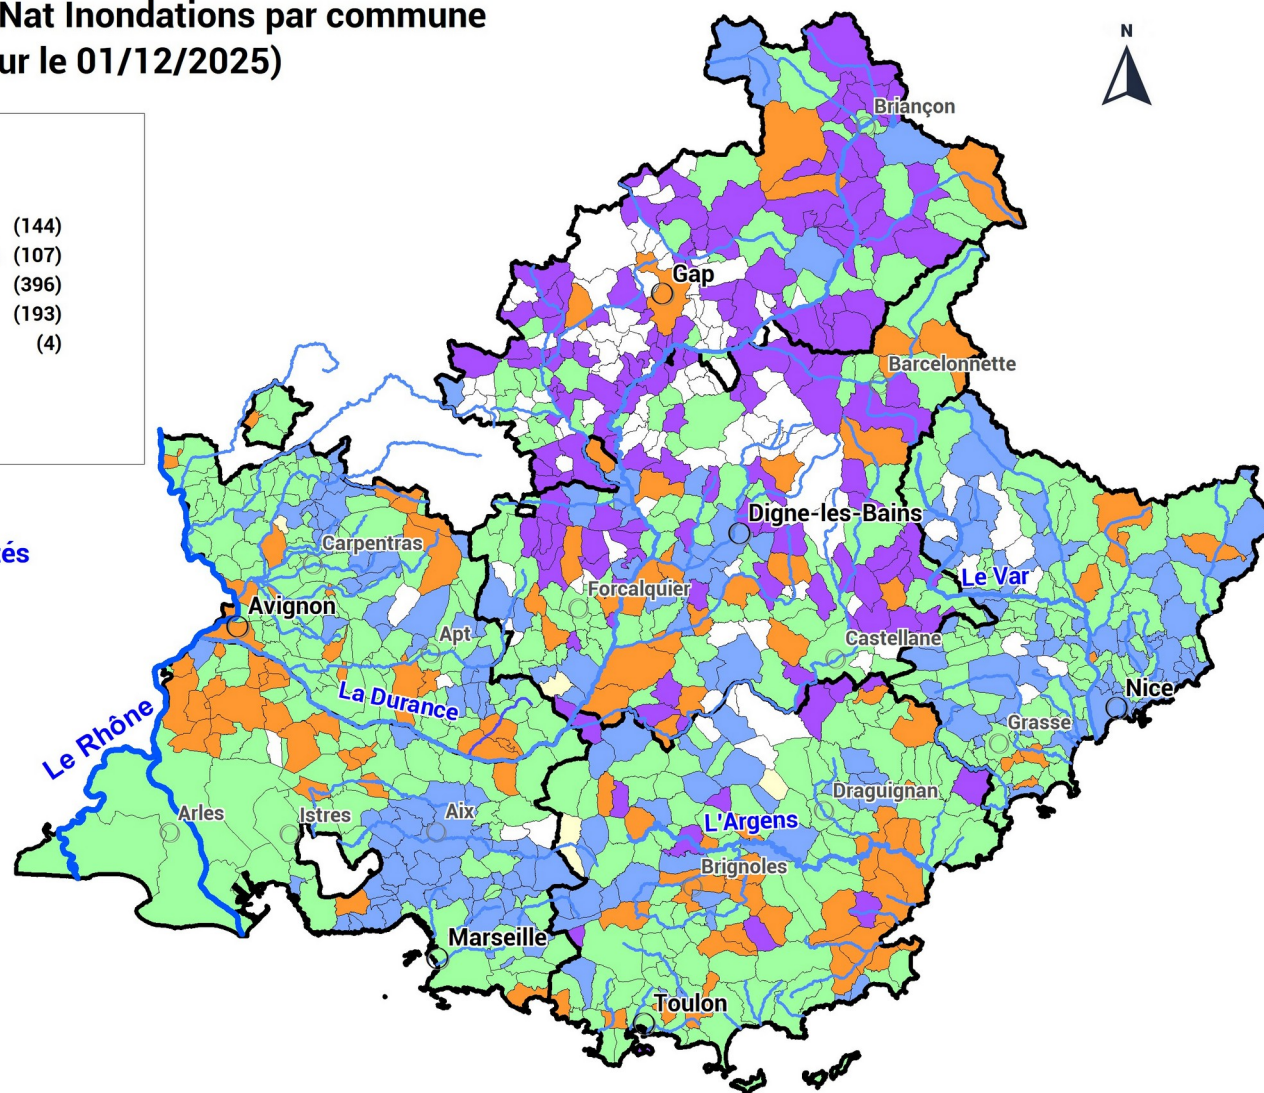 Nat Inondations par commune
ur le 01/12/2025)
N
Briançon
(144)
(107)
(396)
(193)
(4)
Gap
Barcelonnette
Digne-les-Bains
Carpentras
tés
Le Var
Forcalquier
Avignon
Apt
Castellane
La Durance
Nice
Le Rhône
Grasse
Draguignan
Arles
Istres
Aix
L'Argens
Brignoles
Marseille
Toulon